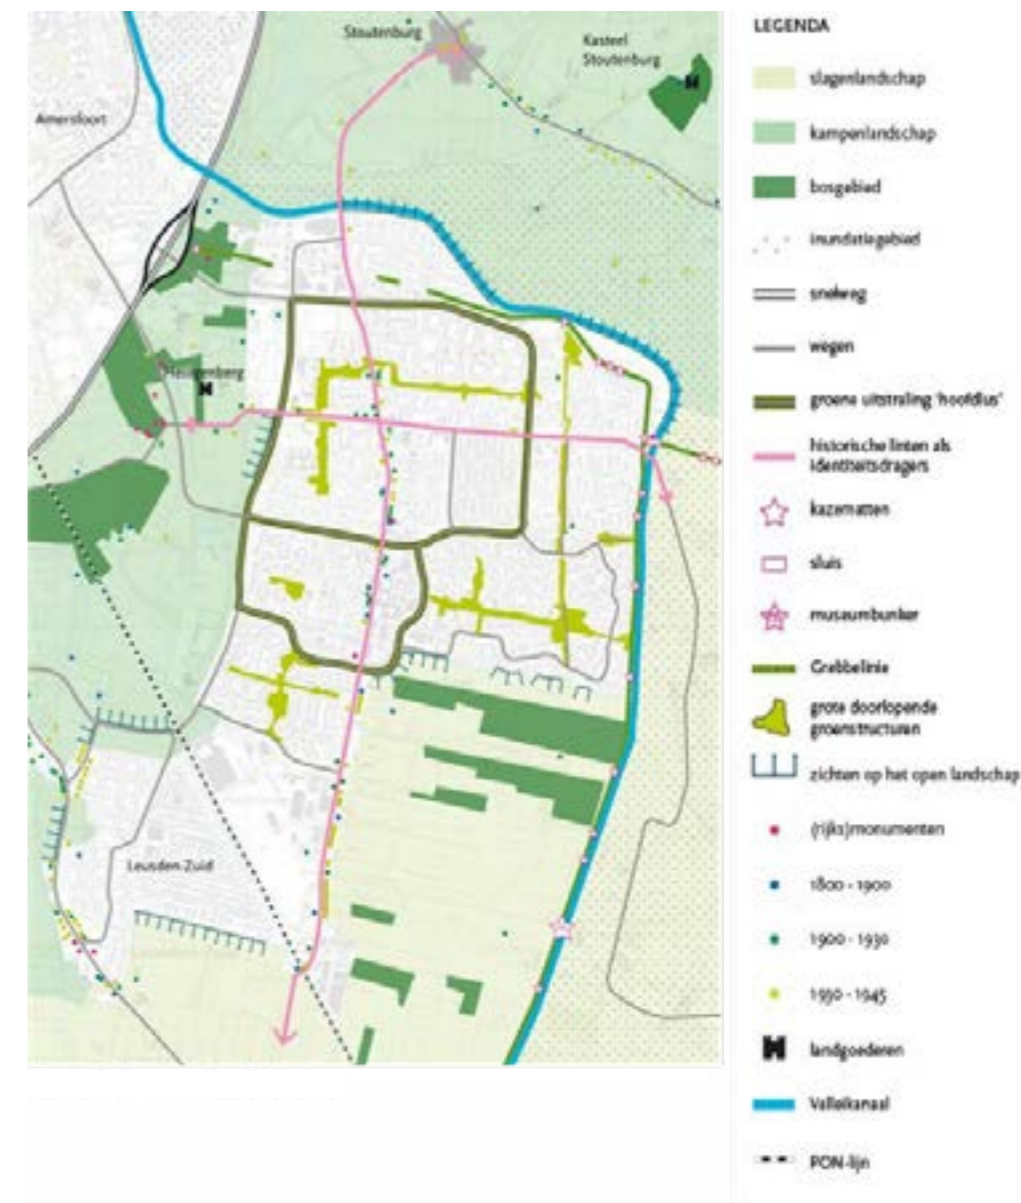 Stoutenburg
Kasteel
Stoutenburg
Amersfoort
Leusden-Zuid
LEGENDA
slagenlandschap
kampenlandschap
bosgebied
inundatiegebied
snelweg
wegen
groene uitstraling 'hoofdlus'
historische linten als
identiteitsdragers
kazematten
sluis
museumbunker
Grebbelinie
grote doorlopende
groenstructuren
zichten op het open landschap
(rijks)monumenten
1800 - 1900
1900 - 1930
1930 - 1945
landgoederen
Valleikanaal
PON-lijn